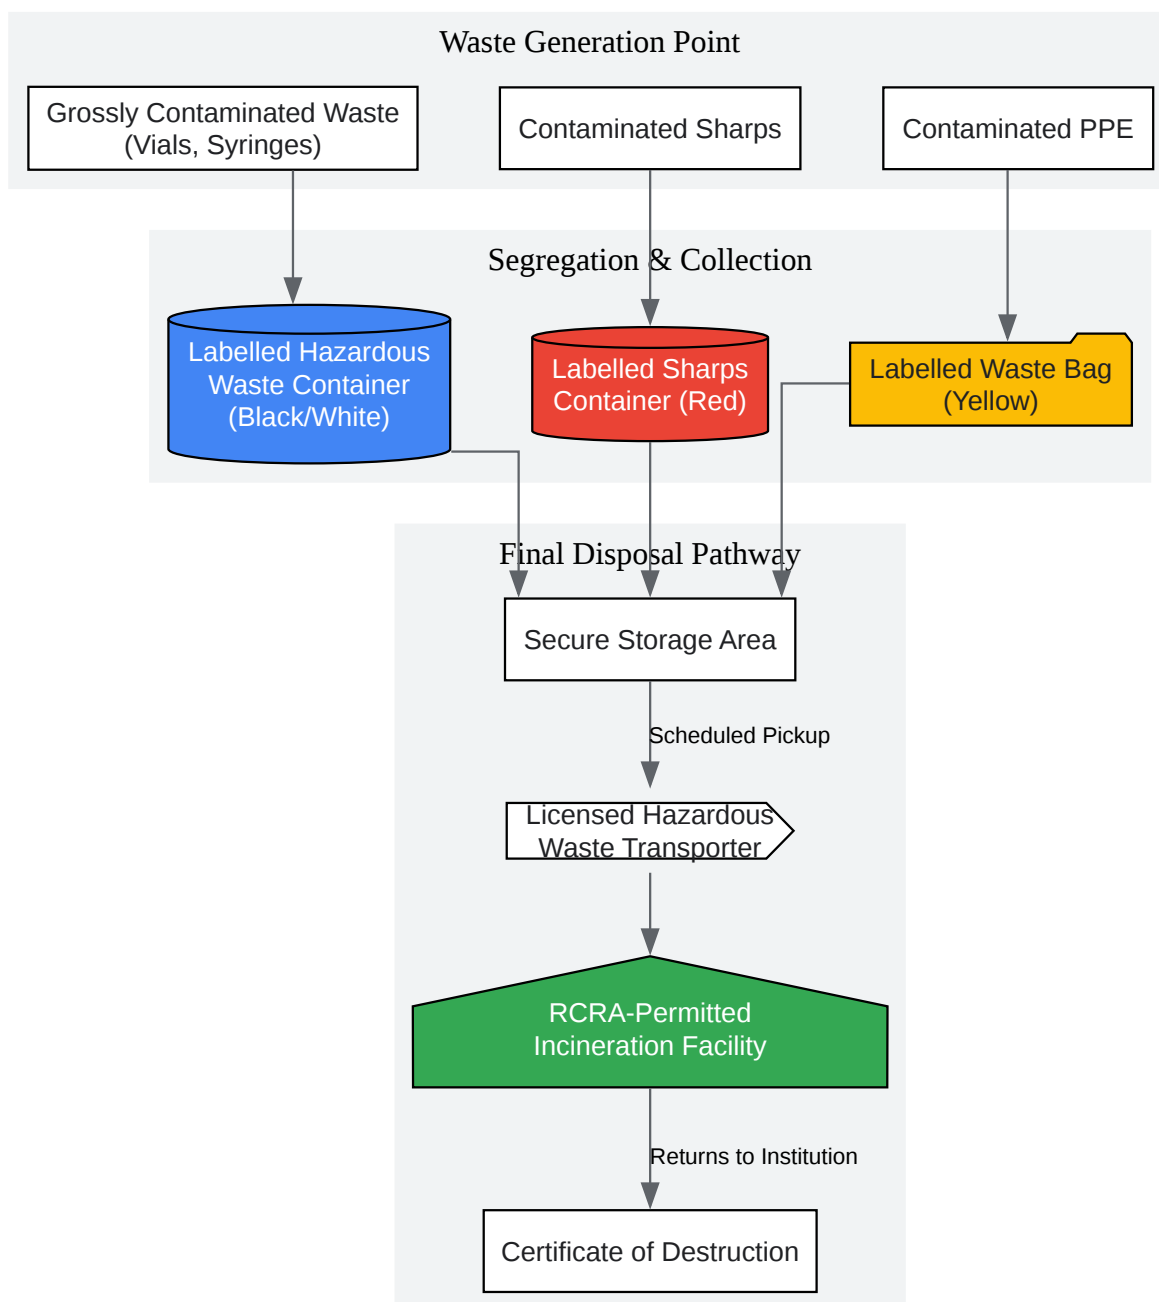 Waste Generation Point
Grossly Contaminated Waste
(Vials, Syringes)
Contaminated Sharps
Contaminated PPE
Segregation & Collection
Labelled Hazardous
Waste Container
(Black/White)
Labelled Sharps
Container (Red)
Labelled Waste Bag
(Yellow)
Final Disposal Pathway
Secure Storage Area
Scheduled Pickup
Licensed Hazardous
Waste Transporter
RCRA-Permitted
Incineration Facility
Returns to Institution
Certificate of Destruction